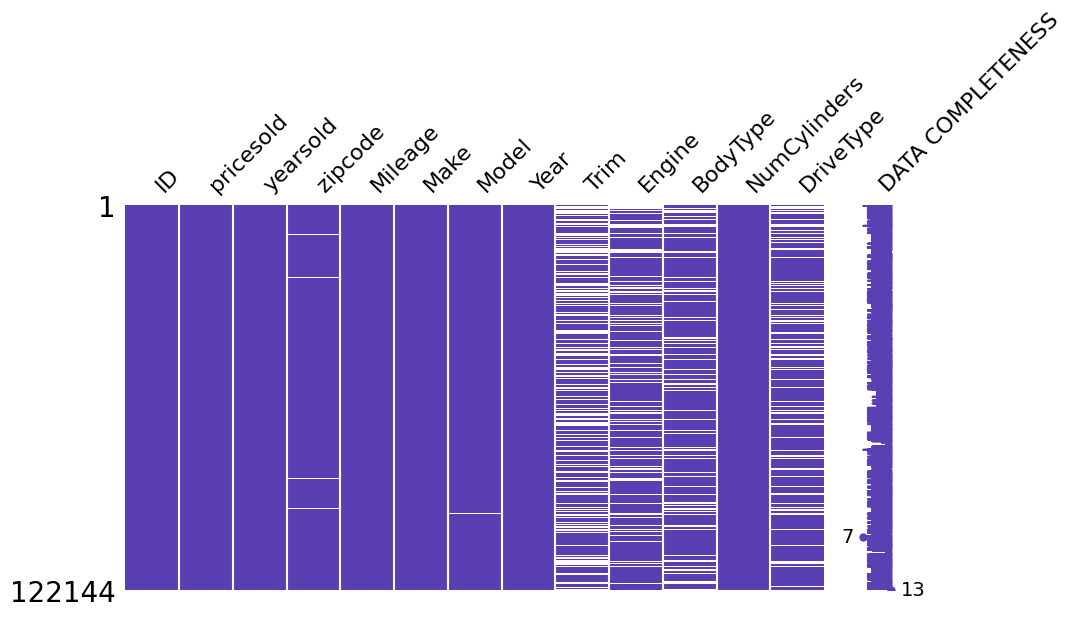 ID
pricesold
yearsold
zipcode
Mileage
Make
Model
Year
Trim
Engine
BodyType
NumCylinders
DriveType
DATA COMPLETENESS
1
7
122144
13